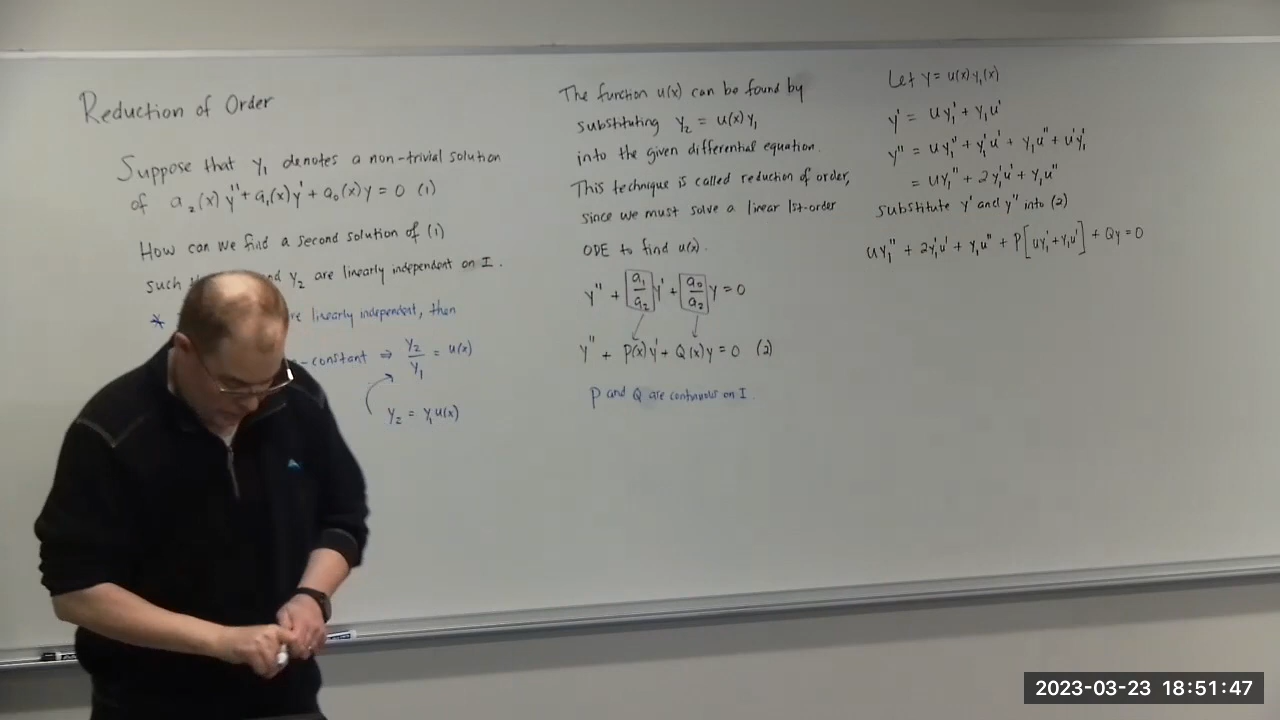 Reduction of Order
Suppose that y₁ denotes a non-trivial solution
of a₂(x)y'' + a₁(x)y' + a₀(x)y = 0 (1)
How can we find a second solution of (1)
such y₂ are linearly independent on I.
* linearly independent, then
-constant ⇒ y₂/y₁ = u(x)
y₂ = y₁u(x)
The function u(x) can be found by
substituting y₂ = u(x)y₁
into the given differential equation.
This technique is called reduction of order,
since we must solve a linear 1st-order
ODE to find u(x).
y'' + a₁/a₂ y' + a₀/a₂ y = 0
y'' + P(x)y' + Q(x)y = 0 (2)
P and Q are continuous on I.
Let y = u(x)y₁(x)
y' = uy₁' + y₁u'
y'' = uy₁'' + y₁'u' + y₁u'' + u'y₁'
= uy₁'' + 2y₁'u' + y₁u''
substitute y' and y'' into (2)
uy₁'' + 2y₁'u' + y₁u'' + P[uy₁' + y₁u'] + Qy = 0
2023-03-23 18:51:47